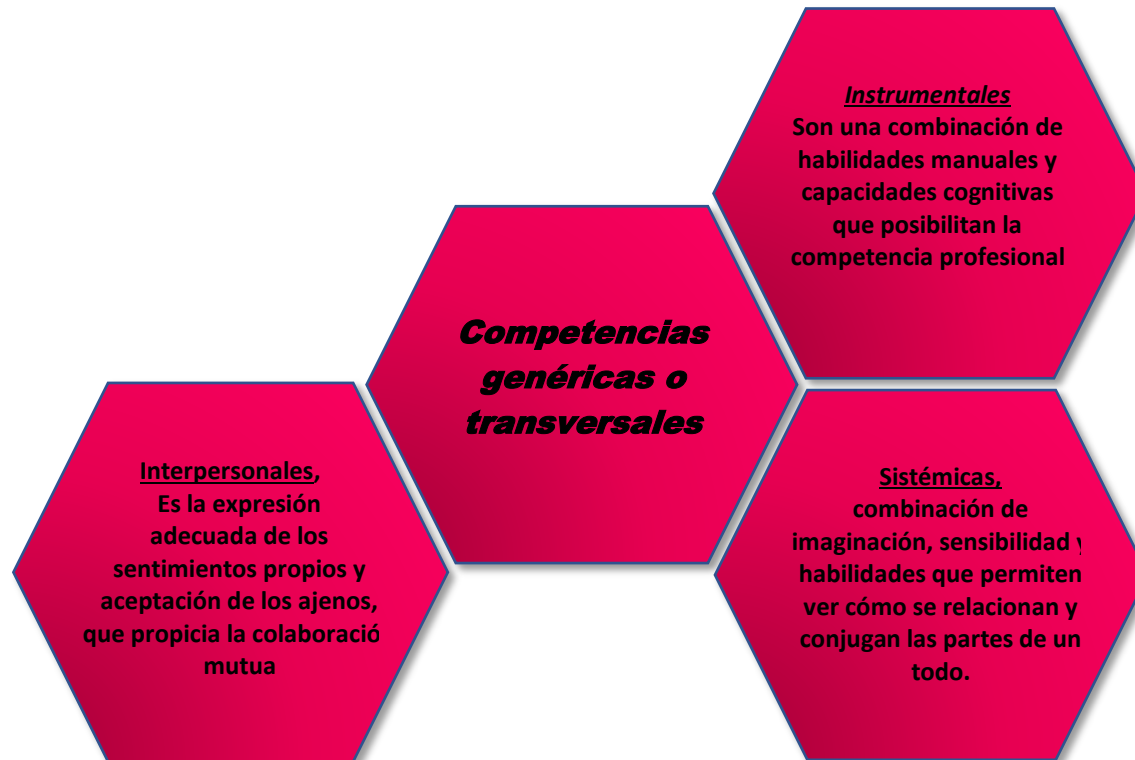 Instrumentales
Son una combinación de
habilidades manuales y
capacidades cognitivas
que posibilitan la
competencia profesional
Competencias
genéricas o
transversales
Interpersonales,
Es la expresión
adecuada de los
sentimientos propios y
aceptación de los ajenos,
que propicia la colaboració
mutua
Sistémicas,
combinación de
imaginación, sensibilidad y
habilidades que permiten
ver cómo se relacionan y
conjugan las partes de un
todo.